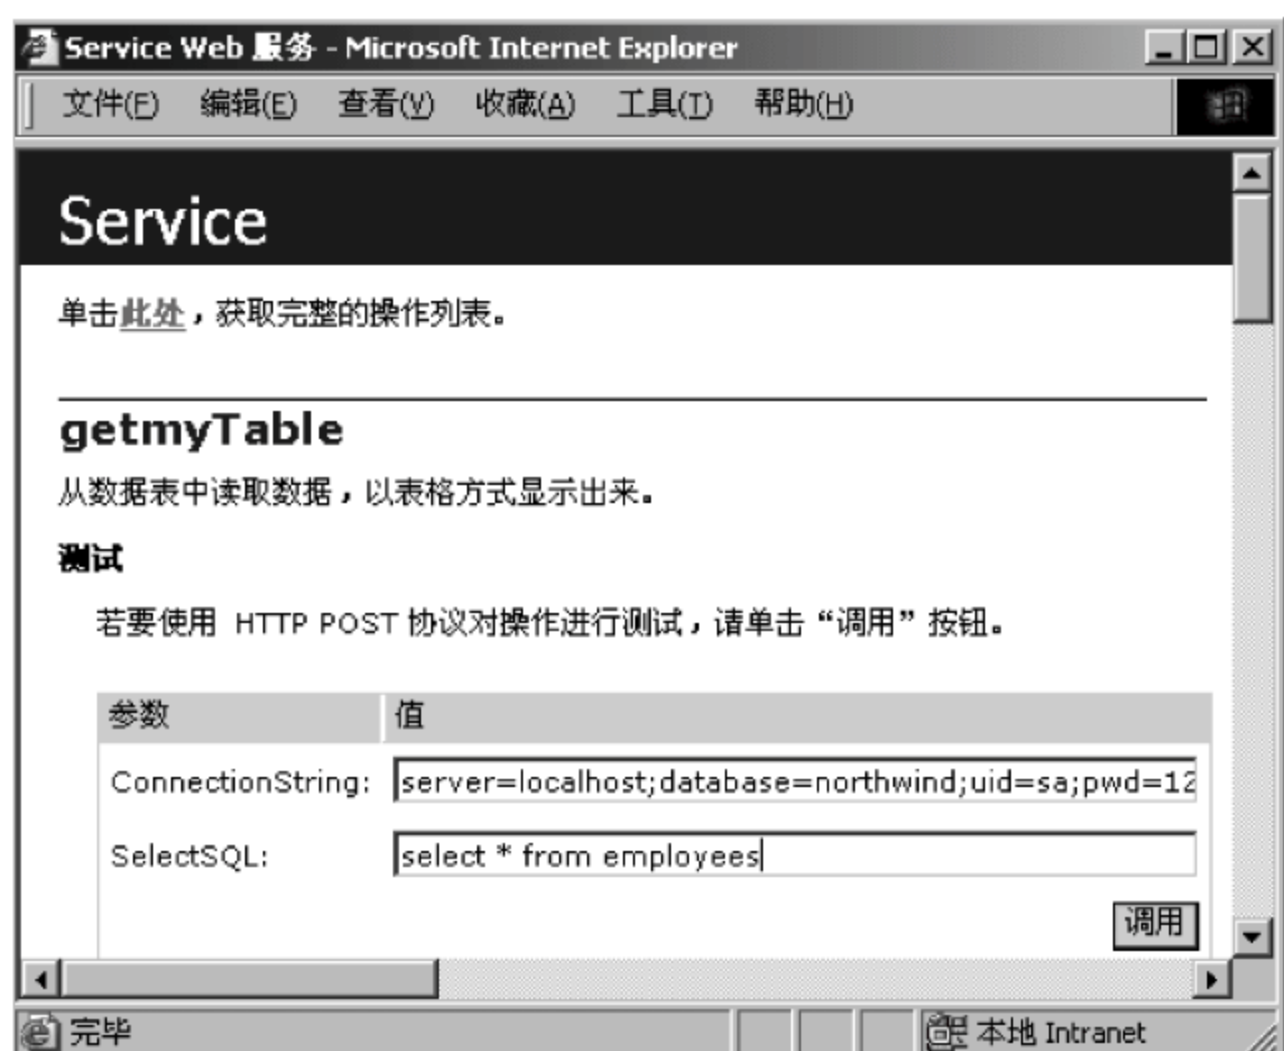 Service Web 服务 - Microsoft Internet Explorer
文件(F) 编辑(E) 查看(V) 收藏(A) 工具(T) 帮助(H)
Service
单击此处，获取完整的操作列表。
getmyTable
从数据表中读取数据，以表格方式显示出来。
测试
若要使用 HTTP POST 协议对操作进行测试，请单击“调用”按钮。
参数 值
ConnectionString: server=localhost;database=northwind;uid=sa;pwd=12
SelectSQL: select * from employees
调用
完毕 本地 Intranet